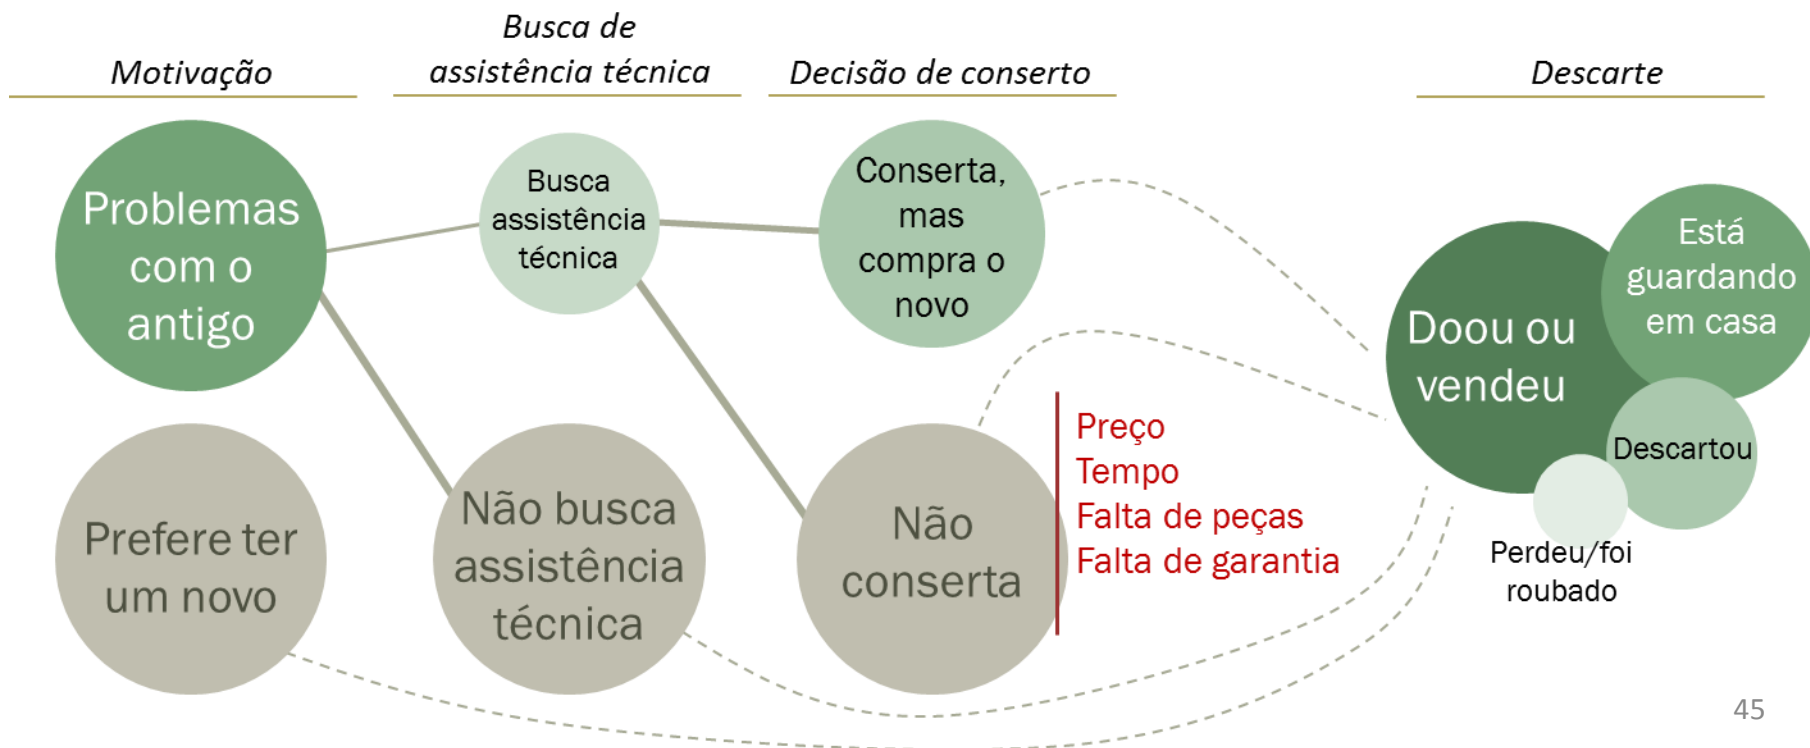 Motivação
Busca de
assistência técnica
Decisão de conserto
Descarte
Problemas
com o
antigo
Busca
assistência
técnica
Conserta,
mas
compra o
novo
Está
guardando
em casa
Doou ou
vendeu
Descartou
Perdeu/foi
roubado
Prefere ter
um novo
Não busca
assistência
técnica
Não
conserta
Preço
Tempo
Falta de peças
Falta de garantia
45